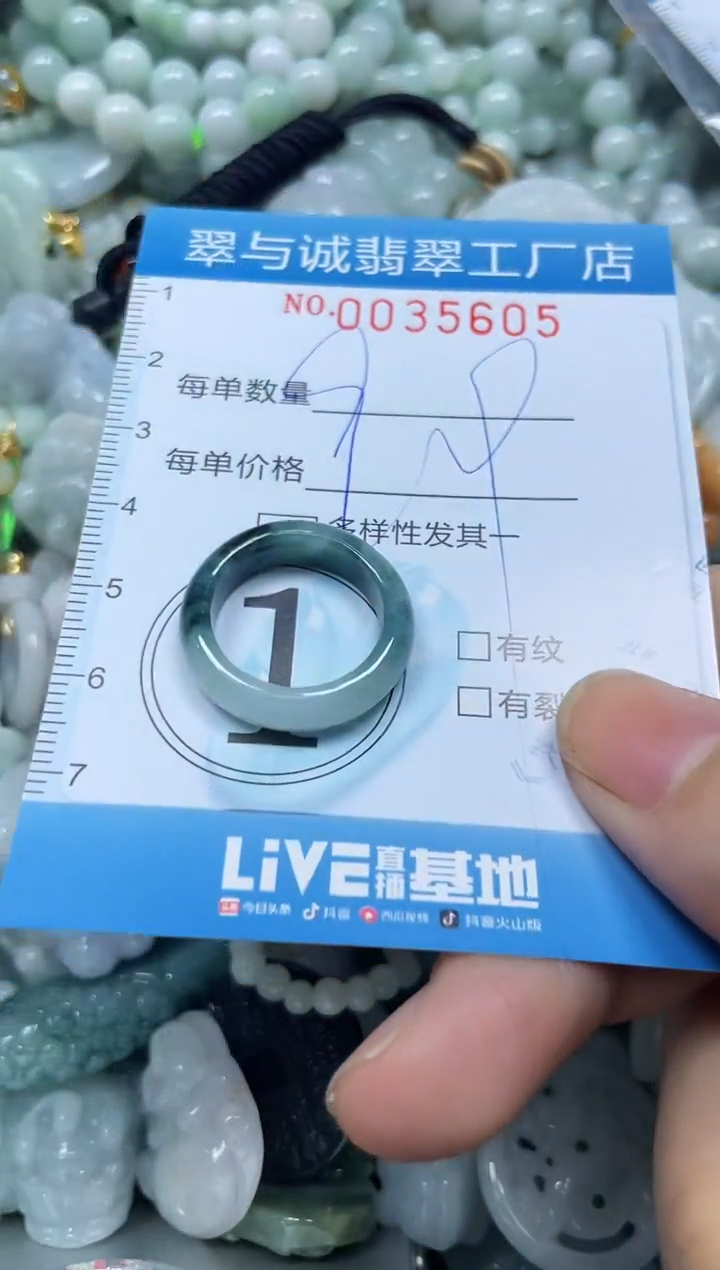 翠与诚翡翠工厂店
NO.0035605
每单数量
每单价格
多样性发其一
1
有纹
有裂
1
2
3
4
5
6
7
LiVE直播基地
今日头条 抖音 西瓜视频 抖音火山版